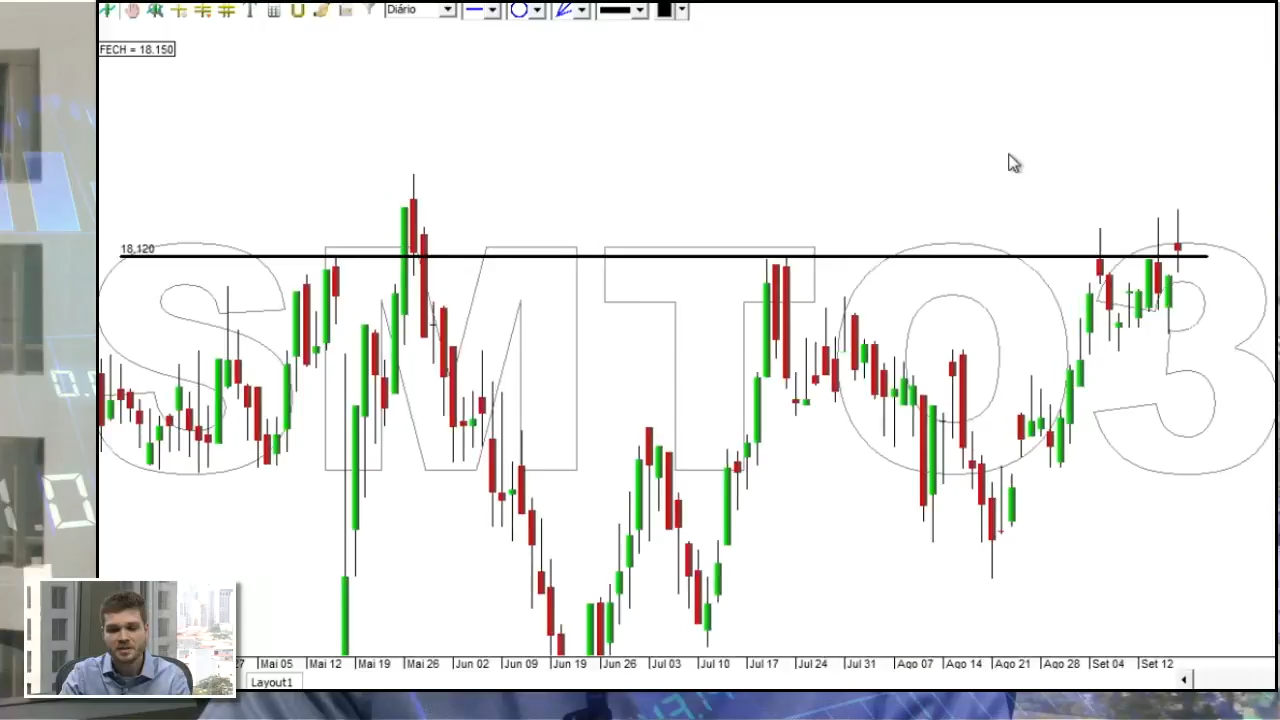 Diário
FECH = 18.150
18.120
SMTO3
27 Mai 05 Mai 12 Mai 19 Mai 26 Jun 02 Jun 09 Jun 19 Jun 26 Jul 03 Jul 10 Jul 17 Jul 24 Jul 31 Ago 07 Ago 14 Ago 21 Ago 28 Set 04 Set 12
Layout1